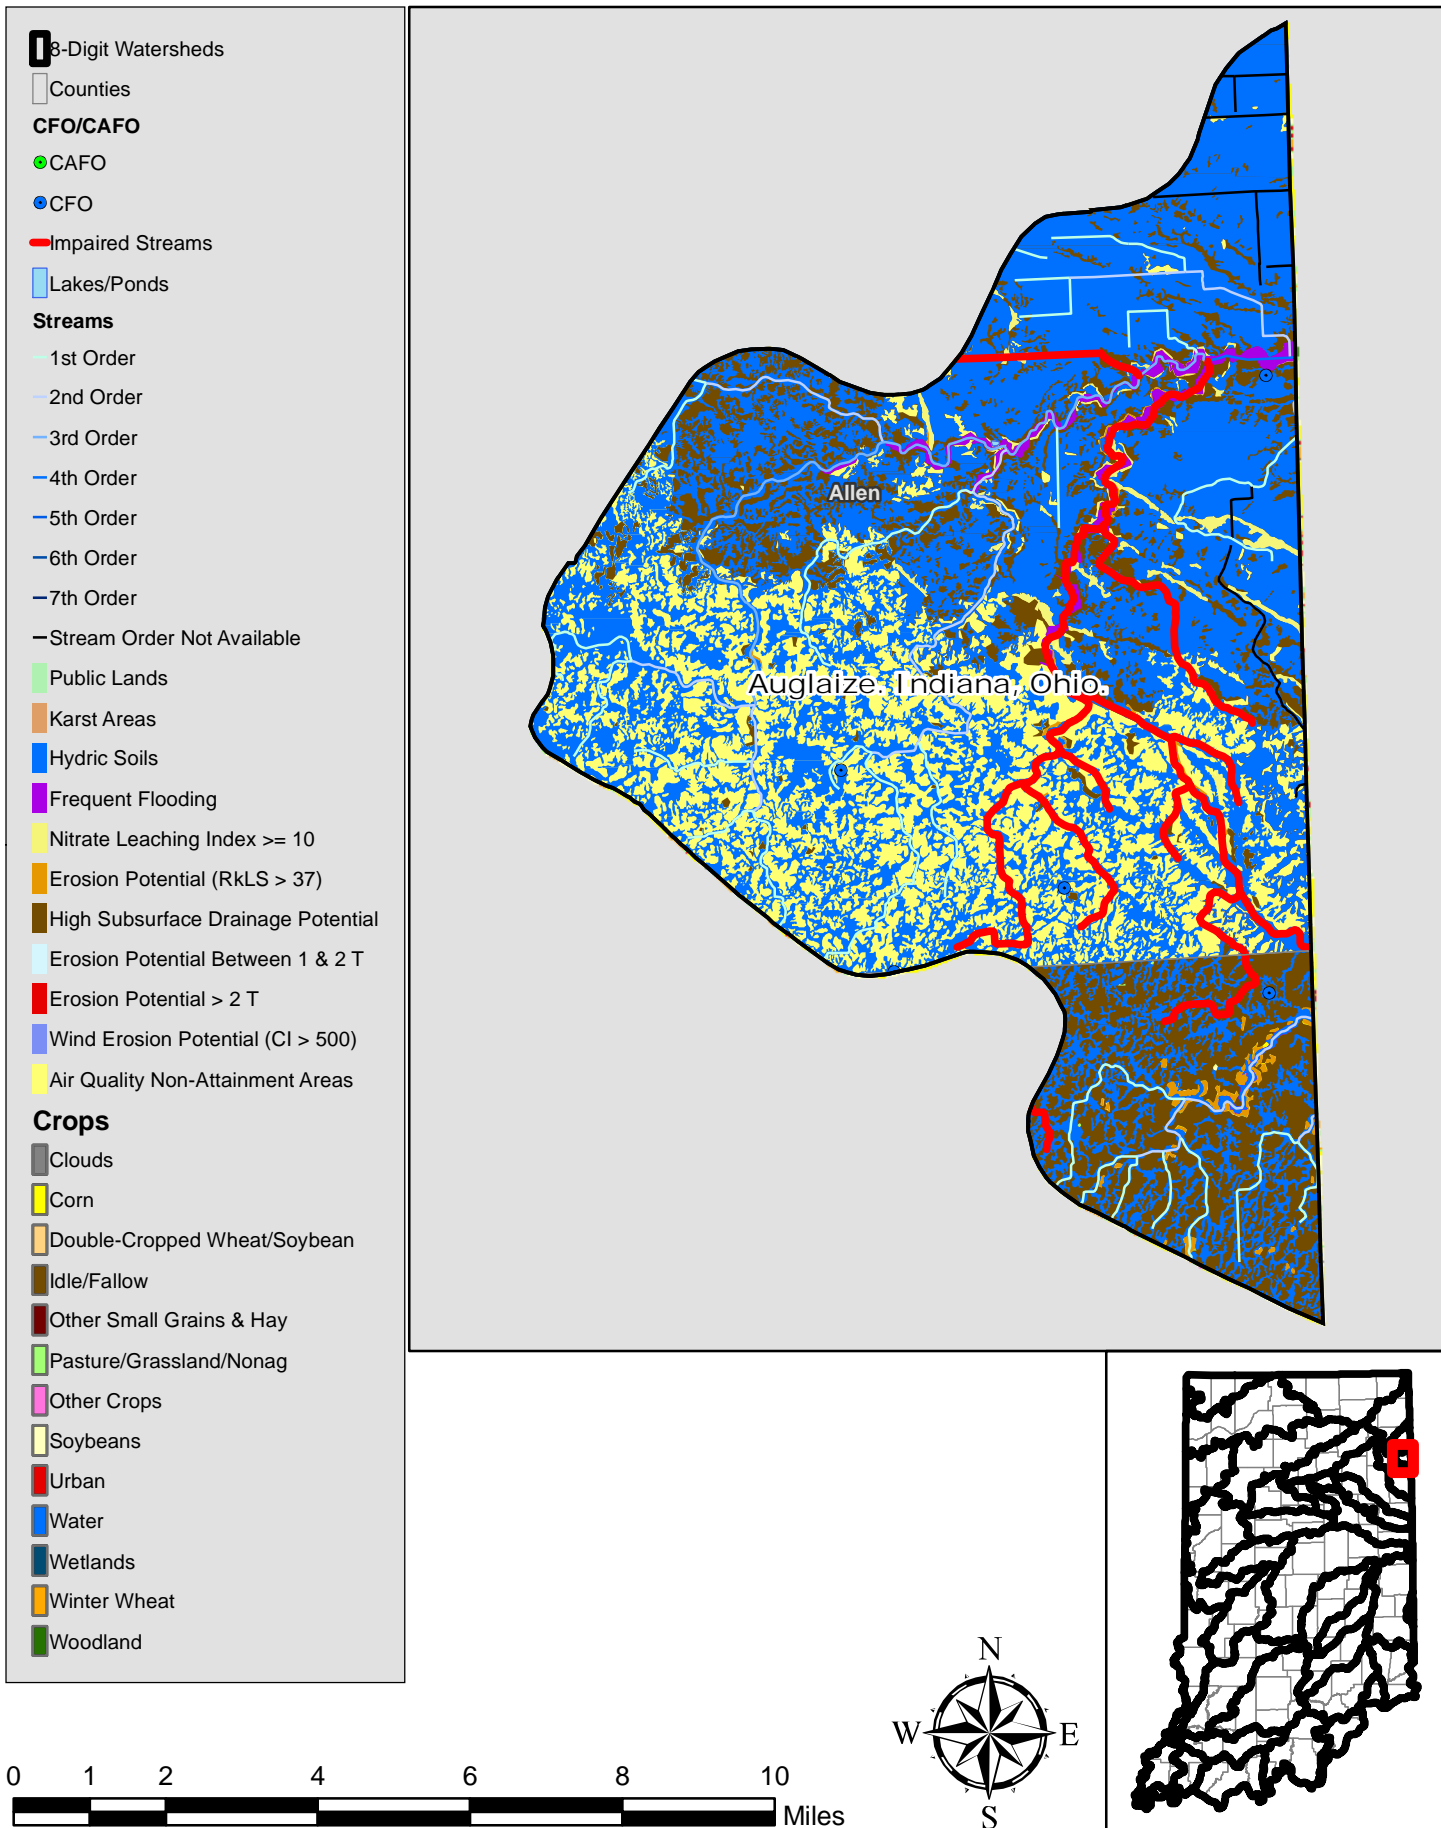 8-Digit Watersheds
Counties
CFO/CAFO
CAFO
CFO
Impaired Streams
Lakes/Ponds
Streams
1st Order
2nd Order
3rd Order
4th Order
5th Order
6th Order
7th Order
Stream Order Not Available
Public Lands
Karst Areas
Hydric Soils
Frequent Flooding
Nitrate Leaching Index >= 10
Erosion Potential (RkLS > 37)
High Subsurface Drainage Potential
Erosion Potential Between 1 & 2 T
Erosion Potential > 2 T
Wind Erosion Potential (CI > 500)
Air Quality Non-Attainment Areas
Crops
Clouds
Corn
Double-Cropped Wheat/Soybean
Idle/Fallow
Other Small Grains & Hay
Pasture/Grassland/Nonag
Other Crops
Soybeans
Urban
Water
Wetlands
Winter Wheat
Woodland
Allen
Auglaize. Indiana, Ohio.
N
W E
S
0 1 2 4 6 8 10
Miles